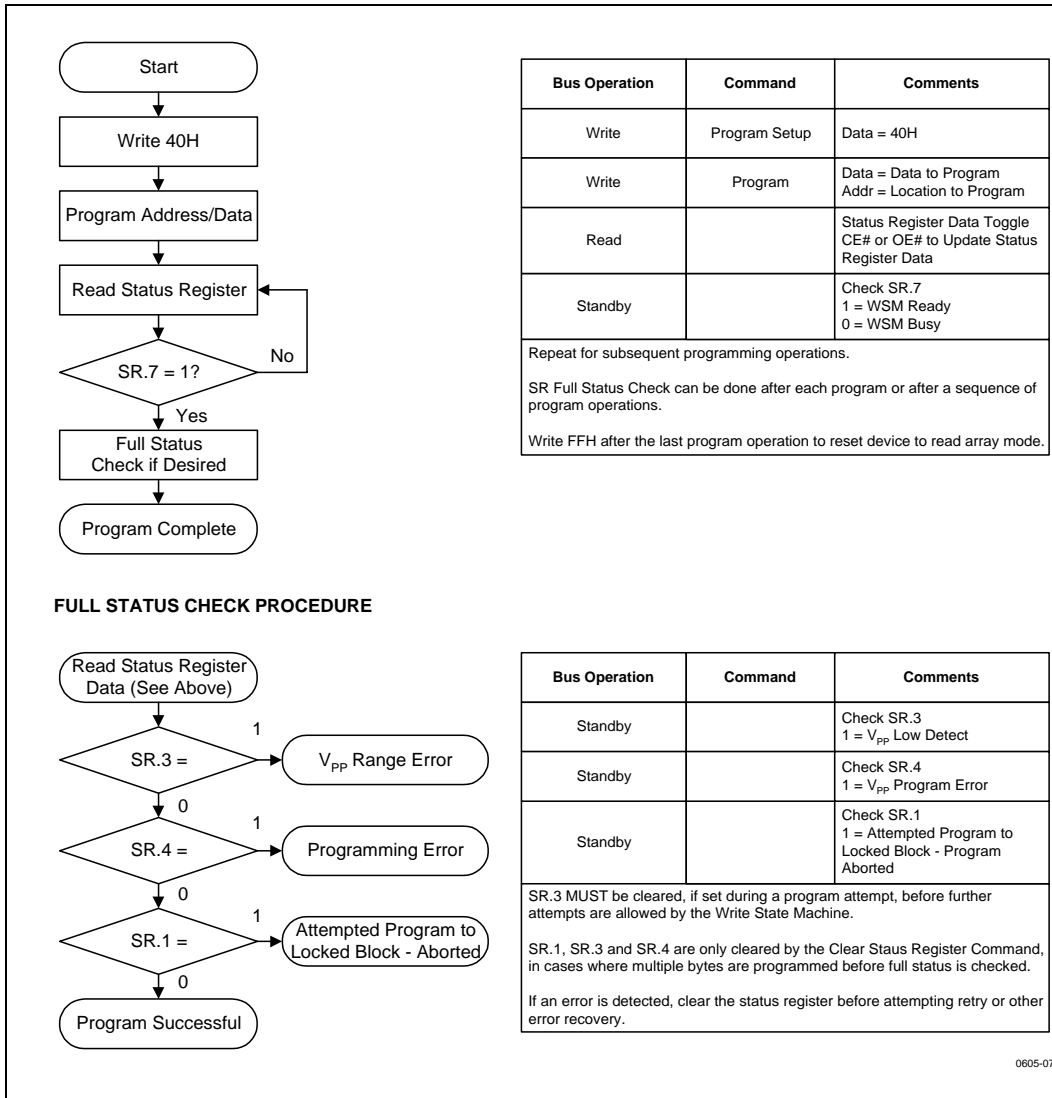 Start
Write 40H
Program Address/Data
Read Status Register
No
SR.7 = 1?
Yes
Full Status
Check if Desired
Program Complete
Bus Operation Command Comments
Write Program Setup Data = 40H
Write Program Data = Data to Program
Addr = Location to Program
Read Status Register Data Toggle
CE# or OE# to Update Status
Register Data
Standby Check SR.7
1 = WSM Ready
0 = WSM Busy
Repeat for subsequent programming operations.
SR Full Status Check can be done after each program or after a sequence of
program operations.
Write FFH after the last program operation to reset device to read array mode.
FULL STATUS CHECK PROCEDURE
Read Status Register
Data (See Above)
1
SR.3 =
VPP Range Error
0
1
SR.4 =
Programming Error
0
1
SR.1 =
Attempted Program to
Locked Block - Aborted
0
Program Successful
Bus Operation Command Comments
Standby Check SR.3
1 = VPP Low Detect
Standby Check SR.4
1 = VPP Program Error
Standby Check SR.1
1 = Attempted Program to
Locked Block - Program
Aborted
SR.3 MUST be cleared, if set during a program attempt, before further
attempts are allowed by the Write State Machine.
SR.1, SR.3 and SR.4 are only cleared by the Clear Staus Register Command,
in cases where multiple bytes are programmed before full status is checked.
If an error is detected, clear the status register before attempting retry or other
error recovery.
0605-07